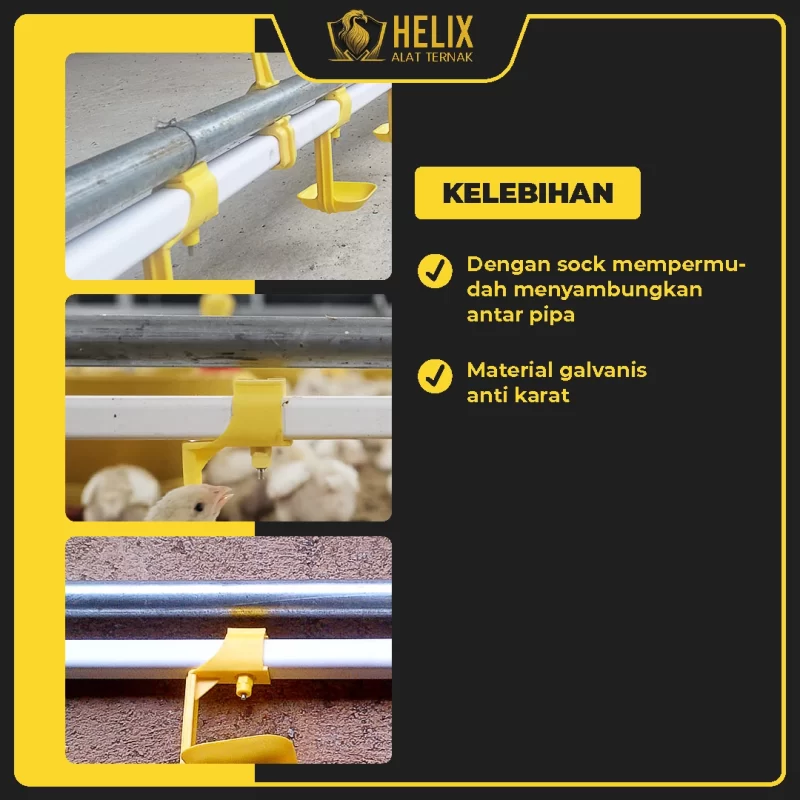 HELIX
ALAT TERNAK
KELEBIHAN
Dengan sock mempermu-
dah menyambungkan
antar pipa
Material galvanis
anti karat